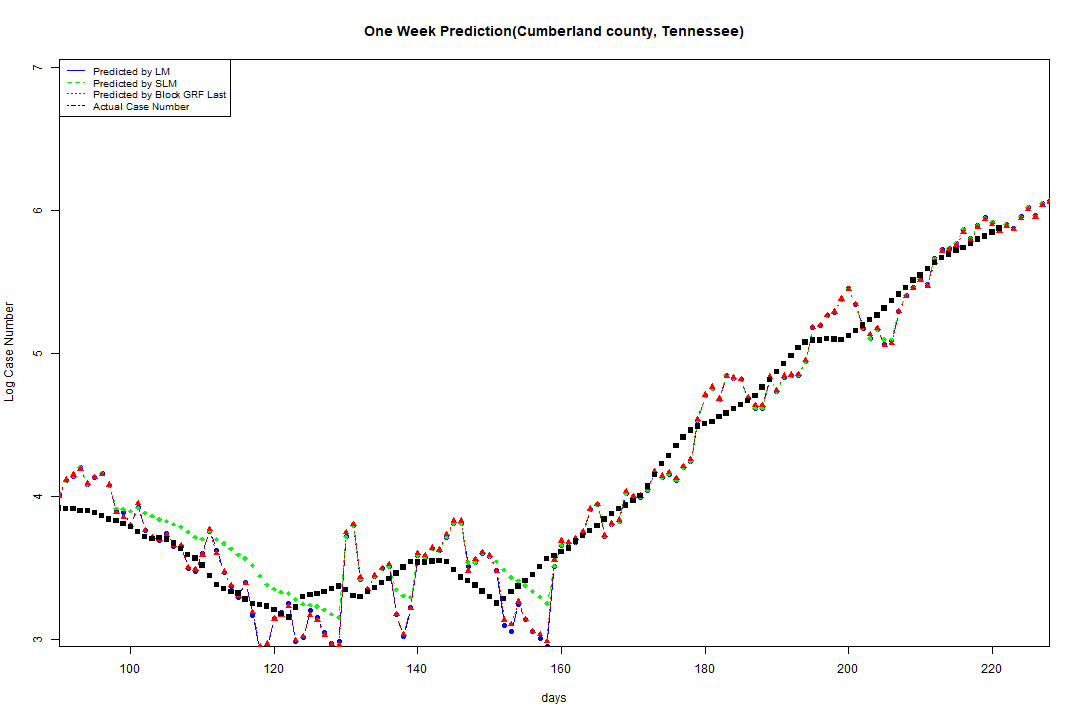 One Week Prediction(Cumberland county, Tennessee)
Predicted by LM
Predicted by SLM
Predicted by Block GRF Last
Actual Case Number
7
6
5
4
3
Log Case Number
100 120 140 160 180 200 220
days